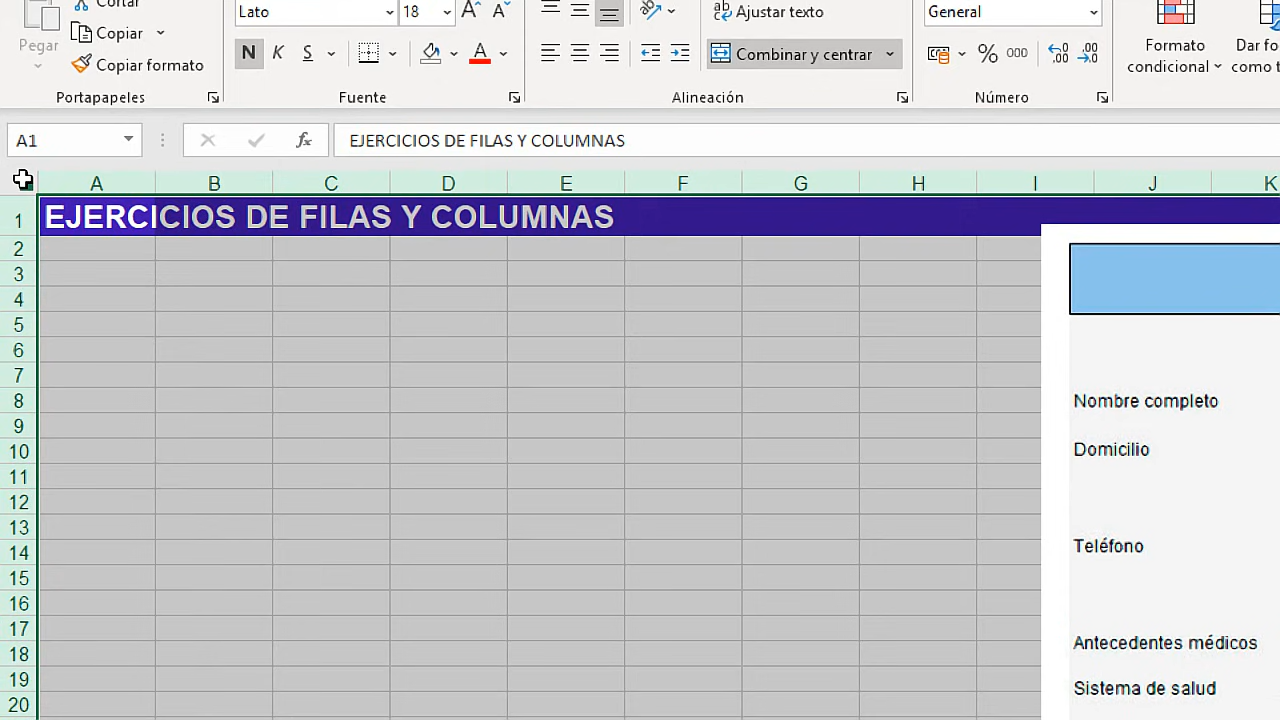 Cortar
Lato 18 A A
ab Ajustar texto
General
Pegar
Copiar
N K S A
Combinar y centrar
% 000
Formato
condicional
Dar fo
como t
Copiar formato
Portapapeles
Fuente
Alineación
Número
A1
fx
EJERCICIOS DE FILAS Y COLUMNAS
A B C D E F G H I J K
1 EJERCICIOS DE FILAS Y COLUMNAS
2
3
4
5
6
7
8
Nombre completo
9
10
Domicilio
11
12
13
14
Teléfono
15
16
17
18
Antecedentes médicos
19
Sistema de salud
20